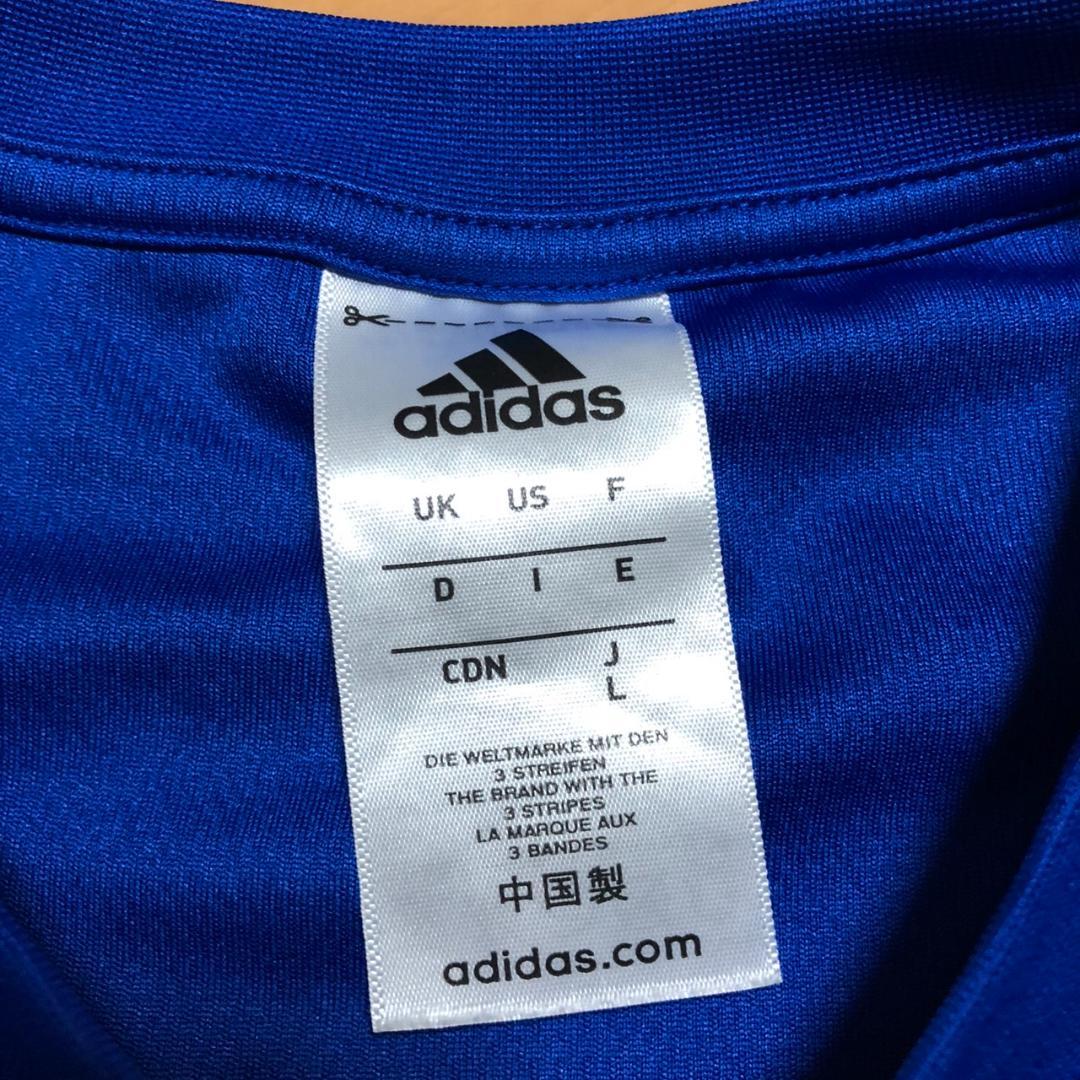 adidas
UK US F
D I E
CDN J
L
DIE WELTMARKE MIT DEN
3 STREIFEN
THE BRAND WITH THE
3 STRIPES
LA MARQUE AUX
3 BANDES
中国製
adidas.com